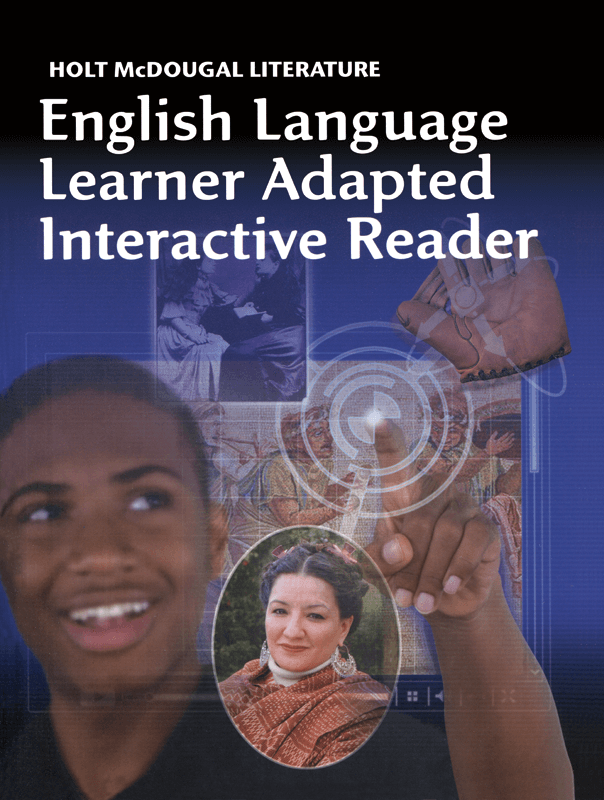 HOLT McDOUGAL LITERATURE
English Language
Learner Adapted
Interactive Reader